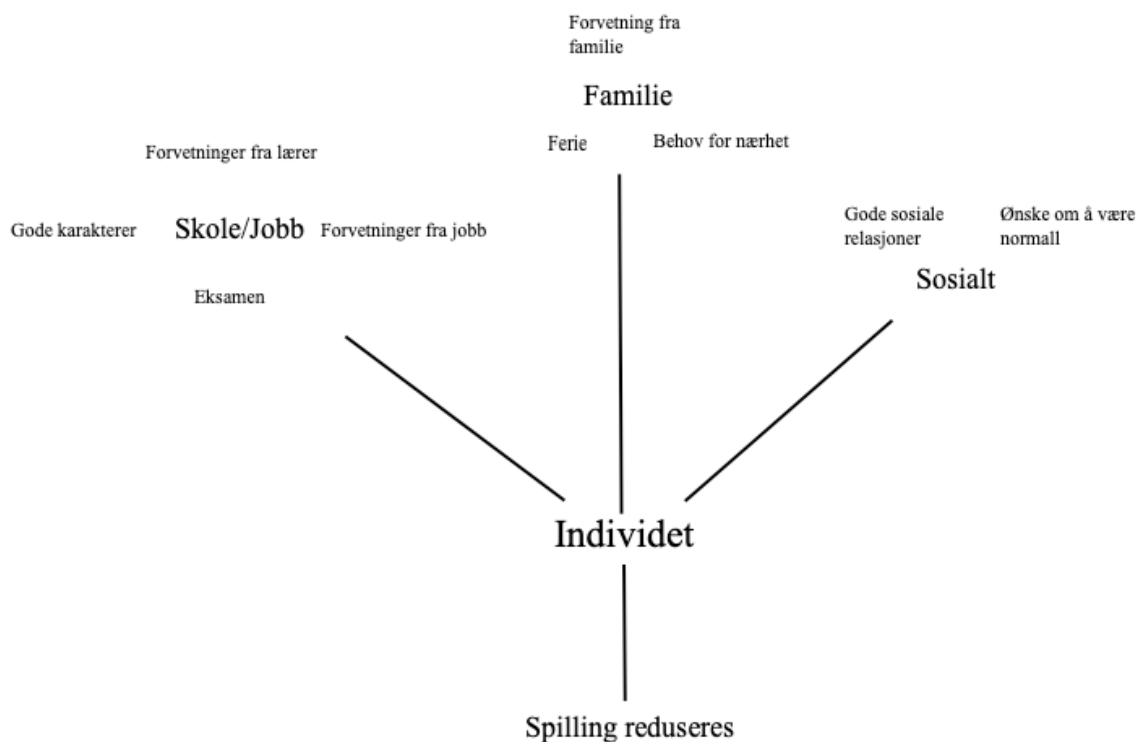 Forvetning fra
familie
Familie
Ferie
Behov for nærhet
Forvetninger fra lærer
Gode karakterer
Skole/Jobb
Forvetninger fra jobb
Eksamen
Gode sosiale
relasjoner
Ønske om å være
normall
Sosialt
Individet
Spilling reduseres